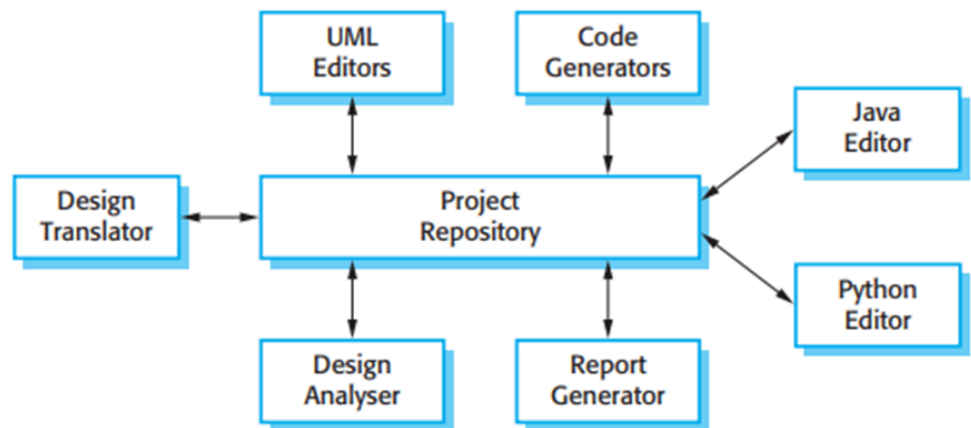 UML
Editors
Code
Generators
Java
Editor
Design
Translator
Project
Repository
Python
Editor
Design
Analyser
Report
Generator